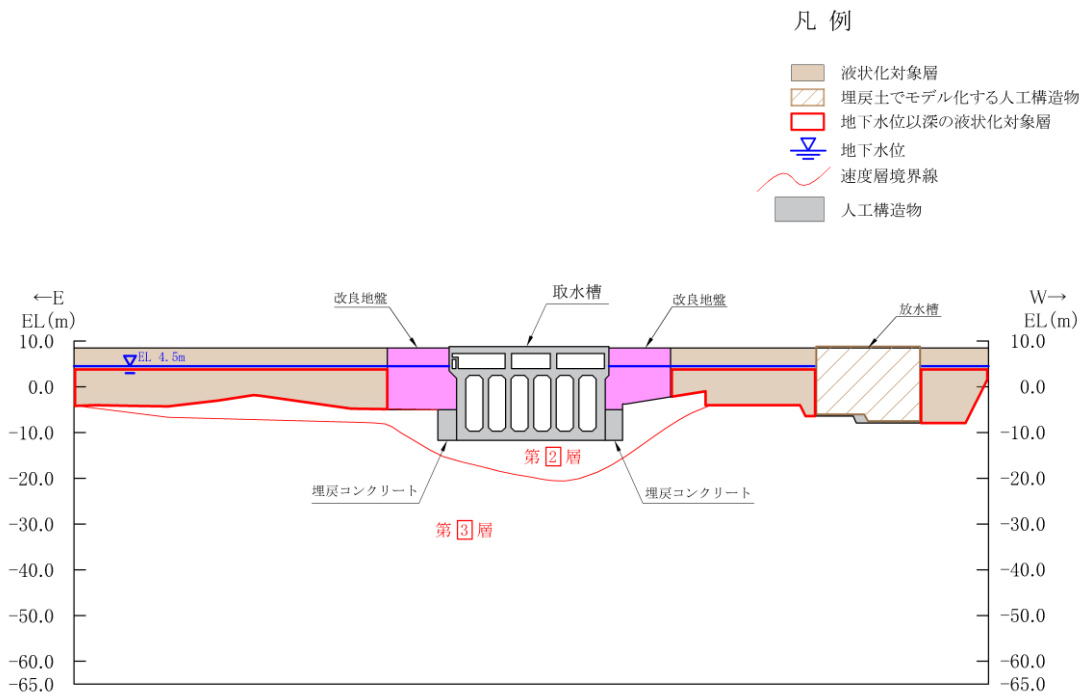 凡 例
液状化対象層
埋戻土でモデル化する人工構造物
地下水位以深の液状化対象層
地下水位
速度層境界線
人工構造物
←E
EL(m)
改良地盤
取水槽
改良地盤
放水槽
W→
EL(m)
10.0
EL 4.5m
10.0
0.0
0.0
-10.0
-10.0
第2層
-20.0
-20.0
埋戻コンクリート
埋戻コンクリート
-30.0
第3層
-30.0
-40.0
-40.0
-50.0
-50.0
-60.0
-60.0
-65.0
-65.0